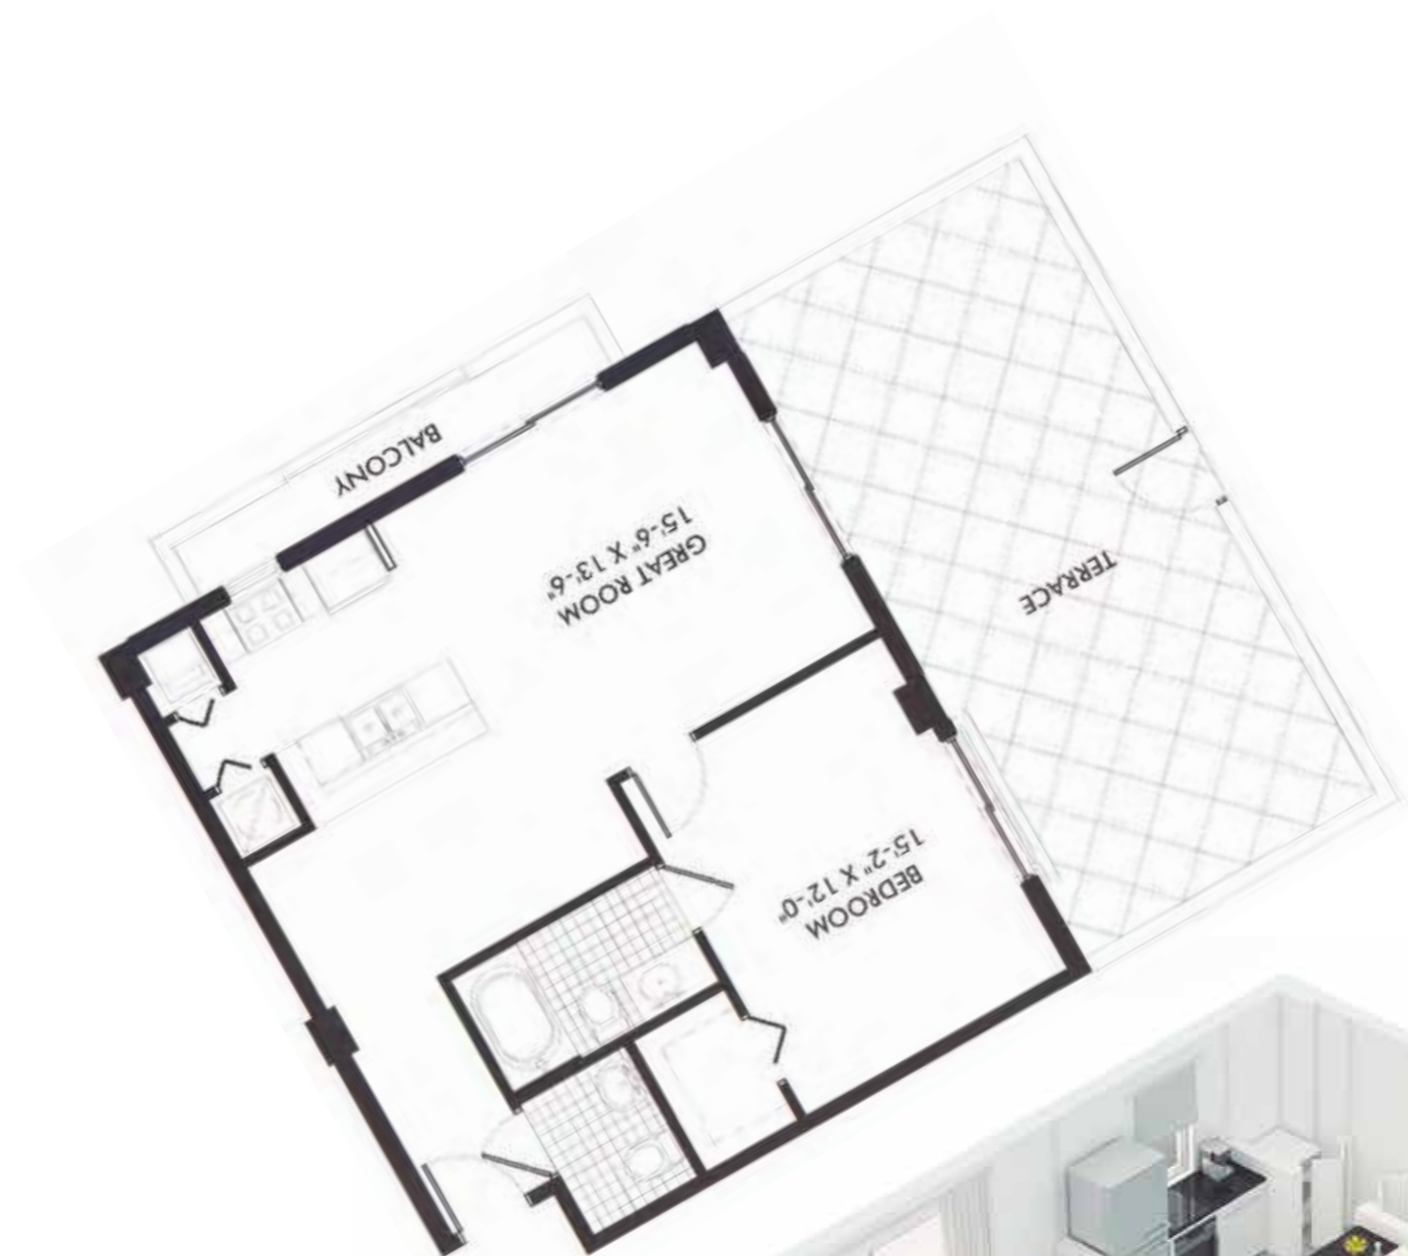 BALCONY
GREAT ROOM
15'-6" X 13'-6"
TERRACE
BEDROOM
15'-2" X 12'-0"